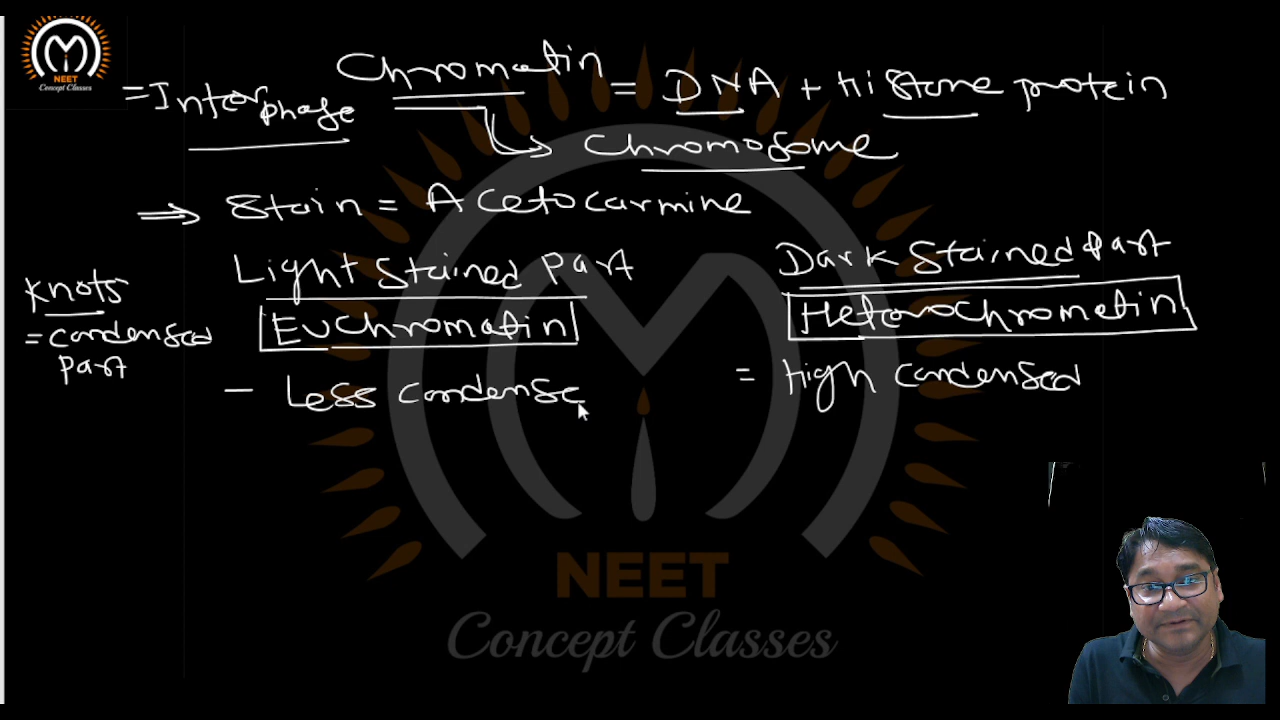 NEET
Concept Classes
= Interphase
Chromatin = DNA + Histone protein
Chromosome
⇒ Stain = Acetocarmine
Light Stained Part
Dark Stained Part
Knots
= condensed
Part
Euchromatin
Heterochromatin
- Less condense
= High condensed
NEET
Concept Classes